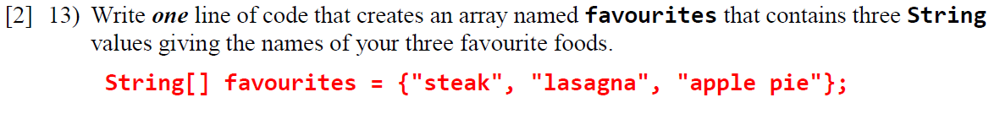 [2] 13) Write one line of code that creates an array named favourites that contains three String
values giving the names of your three favourite foods.
String[] favourites = {"steak", "lasagna", "apple pie"};